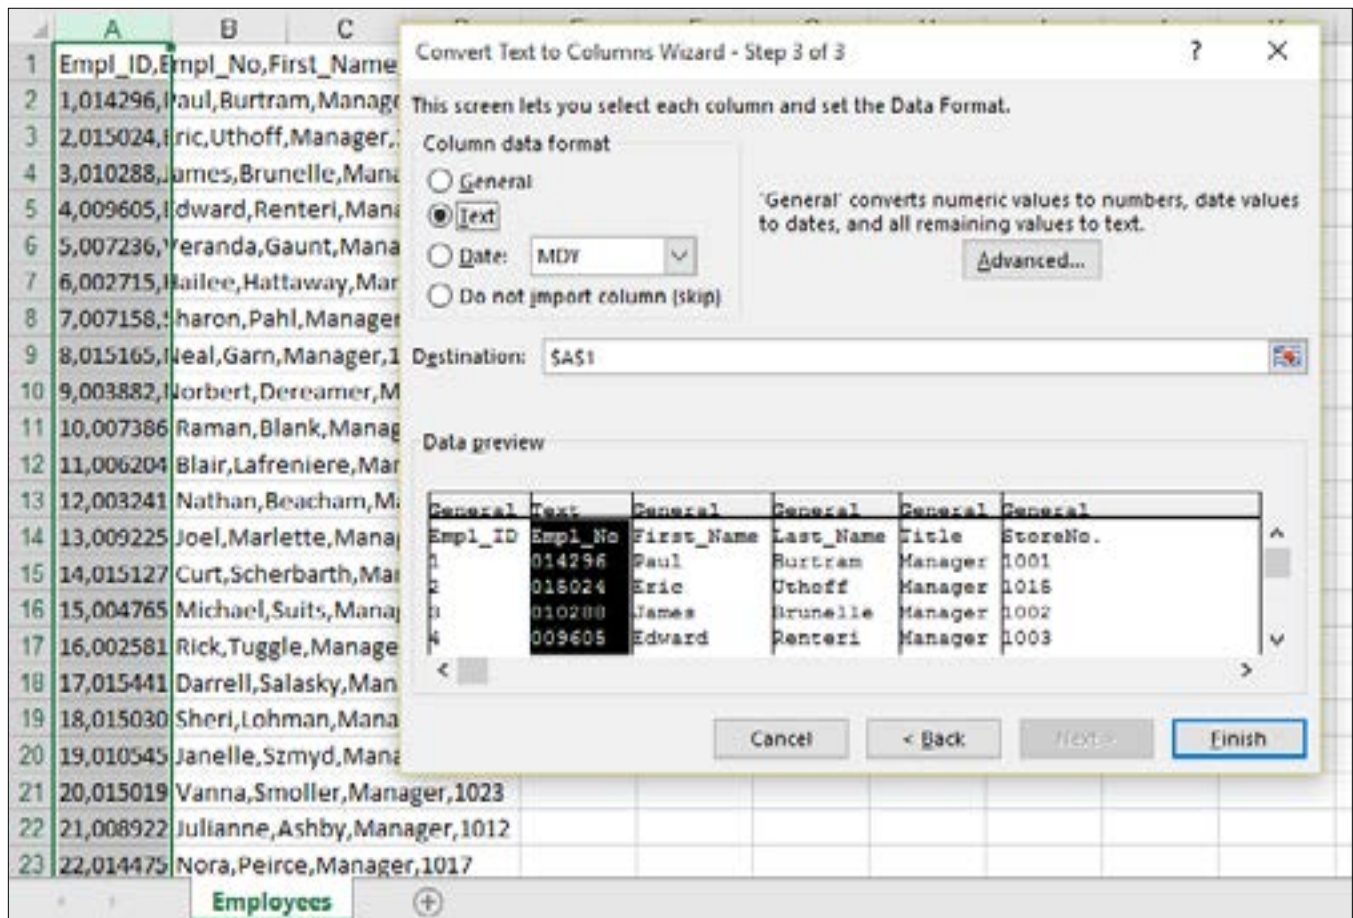 A B C
Convert Text to Columns Wizard - Step 3 of 3 ? ×
This screen lets you select each column and set the Data Format.
Column data format
General
Text
Date: MDY
Do not import column (skip)
'General' converts numeric values to numbers, date values
to dates, and all remaining values to text.
Advanced...
Destination: $A$1
Data preview
General Text General General General General
Empl_ID Empl_No First_Name Last_Name Title StoreNo.
1 014296 Paul Burtram Manager 1001
2 015024 Eric Uthoff Manager 1015
3 010288 James Brunelle Manager 1002
4 009605 Edward Renteri Manager 1003
Cancel < Back Next > Finish
1 Empl_ID,Empl_No,First_Name
2 1,014296,Paul,Burtram,Manage
3 2,015024,Eric,Uthoff,Manager,
4 3,010288,James,Brunelle,Mana
5 4,009605,Edward,Renteri,Mana
6 5,007236,Veranda,Gaunt,Mana
7 6,002715,Hailee,Hattaway,Mar
8 7,007158,Sharon,Pahl,Manager
9 8,015165,Neal,Garn,Manager,1
10 9,003882,Norbert,Dereamer,M
11 10,007386,Raman,Blank,Manag
12 11,006204,Blair,Lafreniere,Mar
13 12,003241,Nathan,Beacham,Ma
14 13,009225,Joel,Marlette,Manag
15 14,015127,Curt,Scherbarth,Mar
16 15,004765,Michael,Suits,Manag
17 16,002581,Rick,Tuggle,Manage
18 17,015441,Darrell,Salasky,Man
19 18,015030,Sheri,Lohman,Mana
20 19,010545,Janelle,Szmyd,Mana
21 20,015019,Vanna,Smoller,Manager,1023
22 21,008922,Julianne,Ashby,Manager,1012
23 22,014475,Nora,Peirce,Manager,1017
Employees